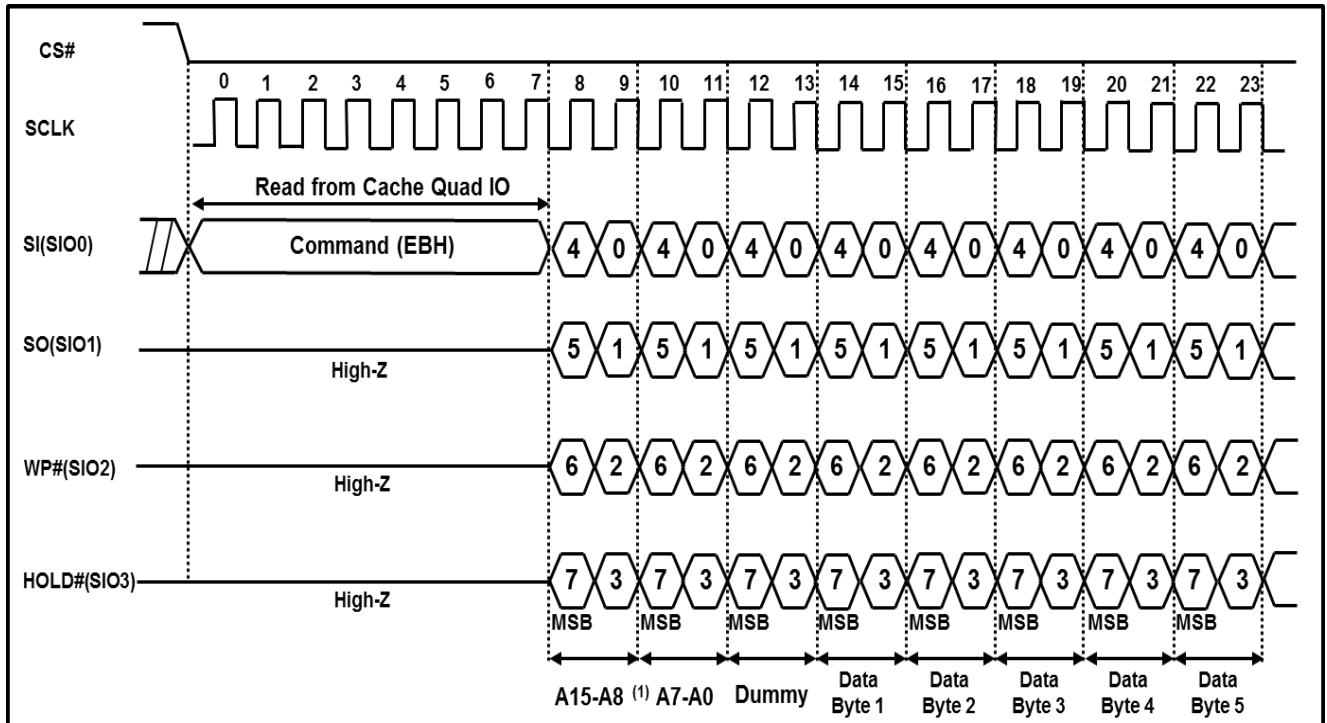 CS#
0 1 2 3 4 5 6 7 8 9 10 11 12 13 14 15 16 17 18 19 20 21 22 23
SCLK
Read from Cache Quad IO
SI(SIO0) Command (EBH) 4 0 4 0 4 0 4 0 4 0 4 0 4 0 4 0
SO(SIO1) 5 1 5 1 5 1 5 1 5 1 5 1 5 1 5 1
High-Z
WP#(SIO2) 6 2 6 2 6 2 6 2 6 2 6 2 6 2 6 2
High-Z
HOLD#(SIO3) 7 3 7 3 7 3 7 3 7 3 7 3 7 3 7 3
High-Z
MSB MSB MSB MSB MSB MSB MSB MSB
A15-A8 (1) A7-A0 Dummy Data Data Data Data Data
Byte 1 Byte 2 Byte 3 Byte 4 Byte 5